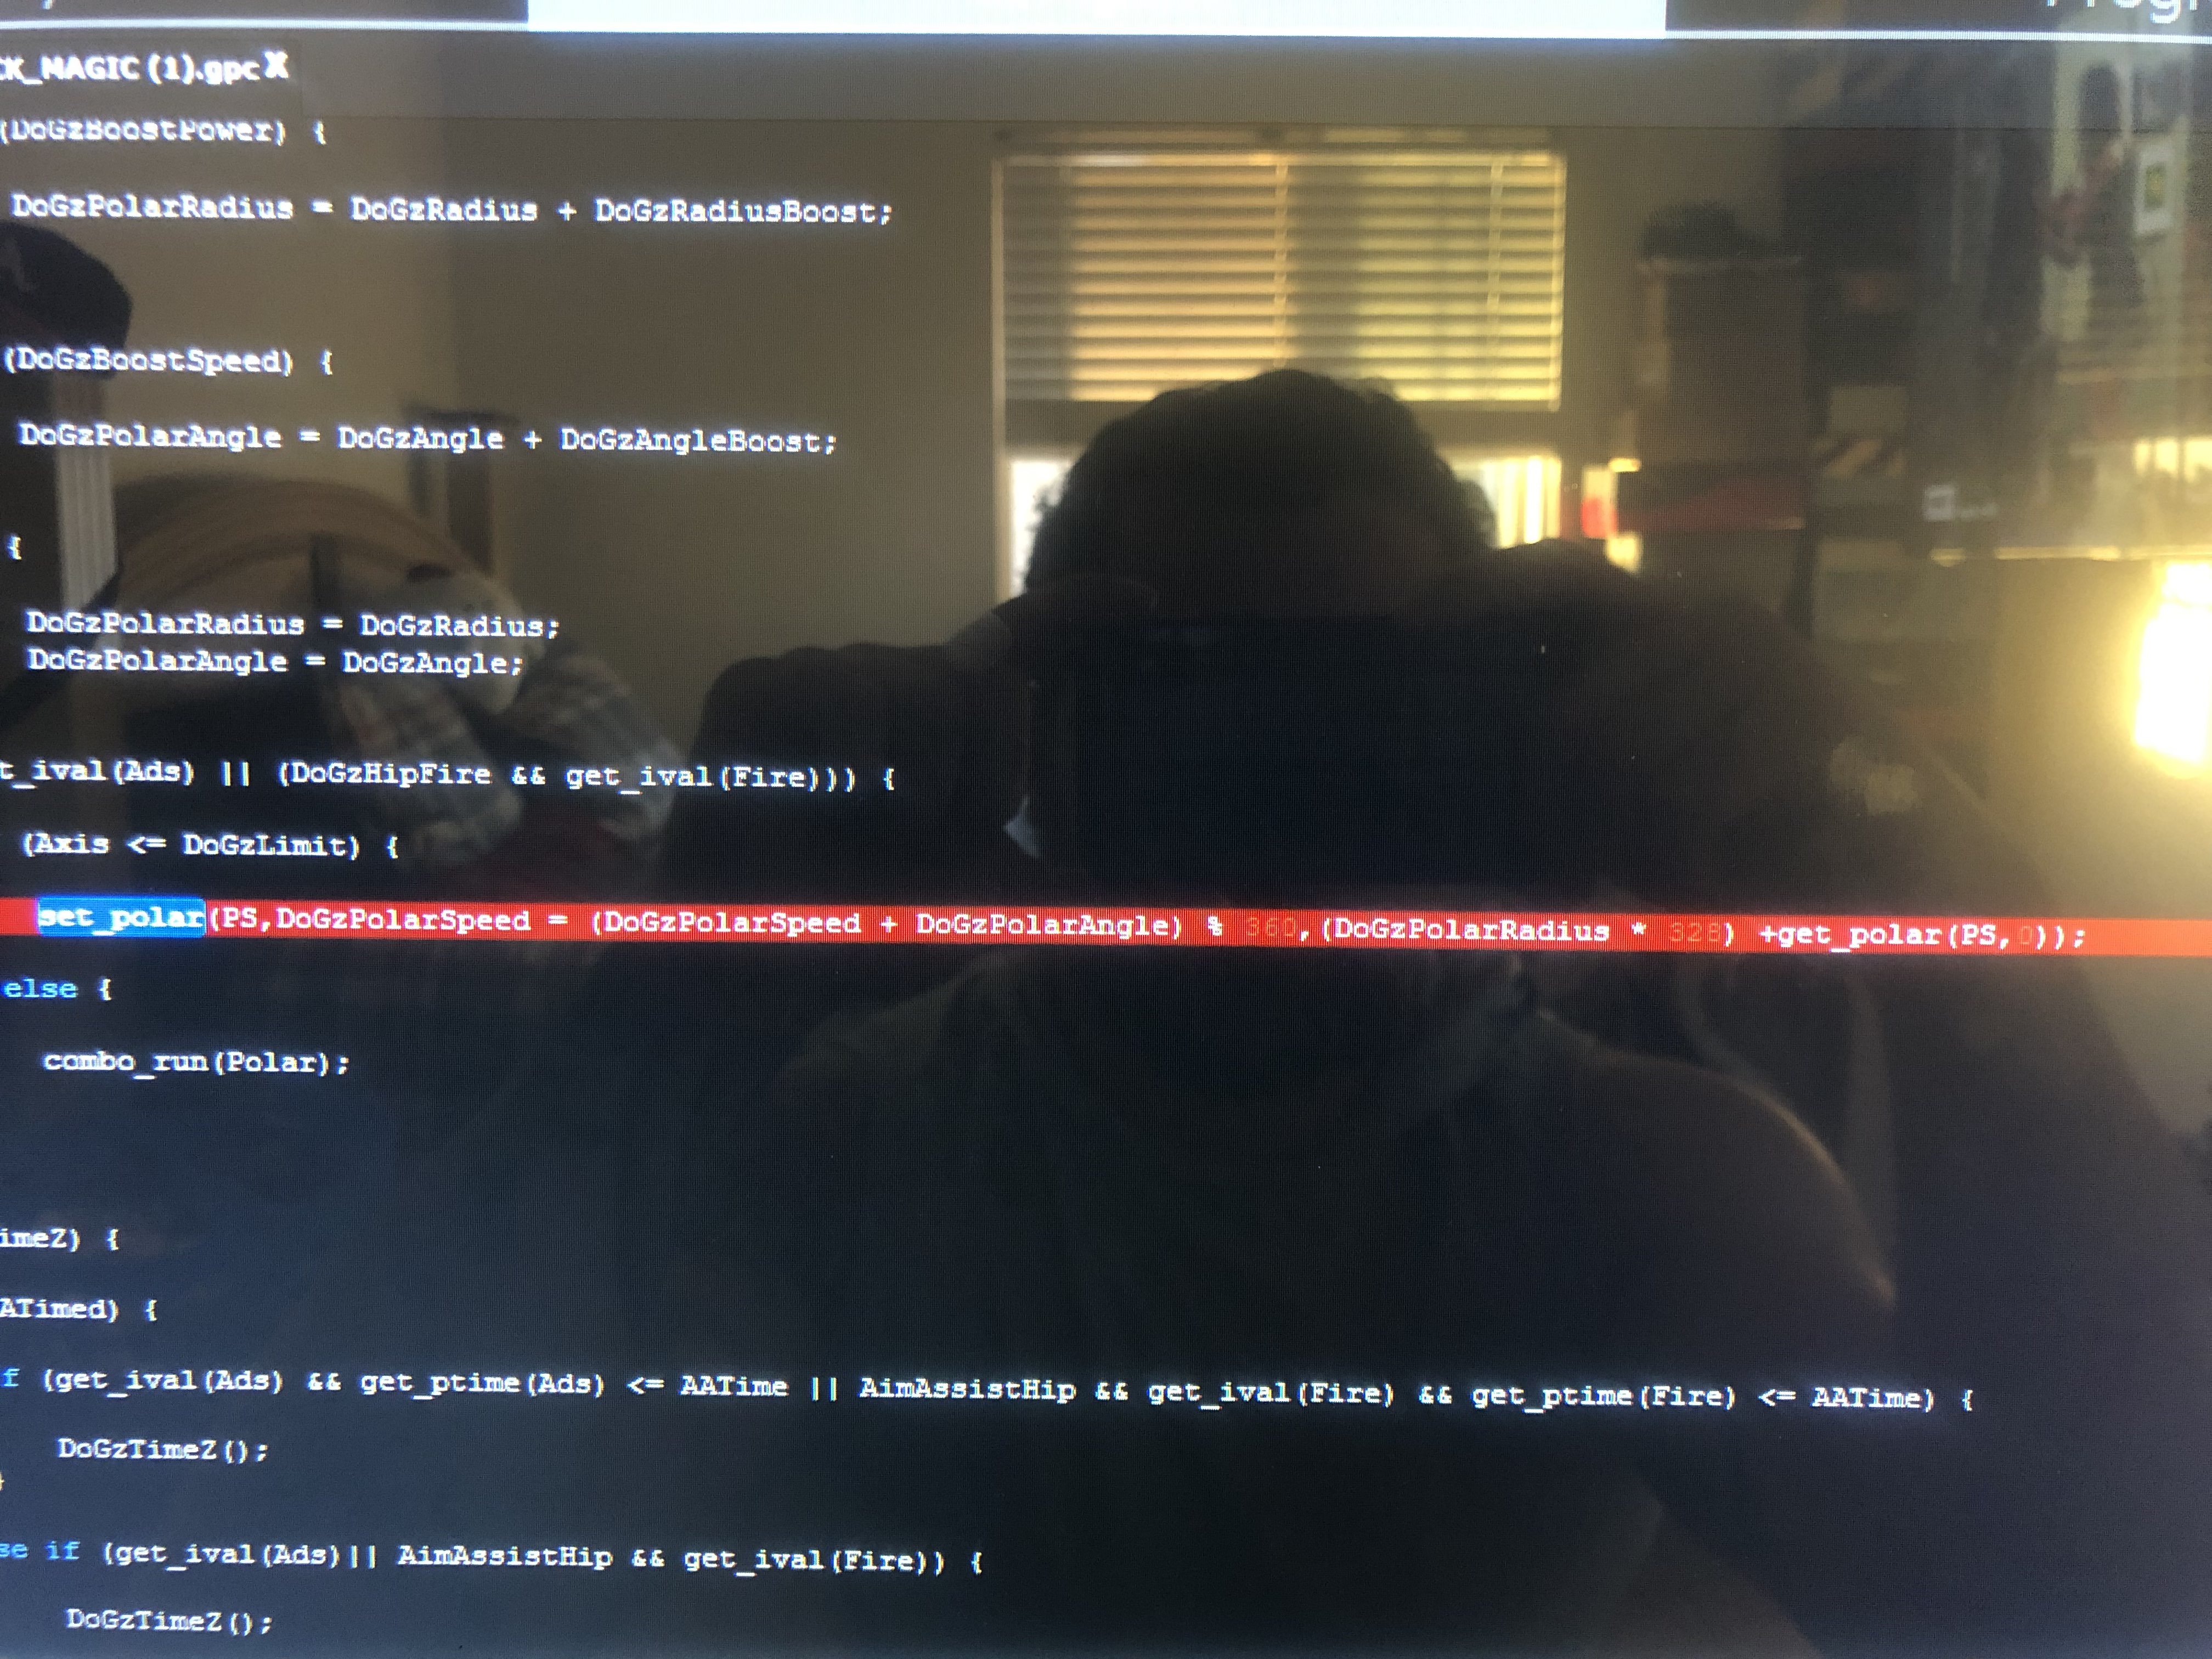 CK_MAGIC (1).gpc X
(DoGzBoostPower) {
DoGzPolarRadius = DoGzRadius + DoGzRadiusBoost;
(DoGzBoostSpeed) {
DoGzPolarAngle = DoGzAngle + DoGzAngleBoost;
{
DoGzPolarRadius = DoGzRadius;
DoGzPolarAngle = DoGzAngle;
t_ival(Ads) || (DoGzHipFire && get_ival(Fire))) {
(Axis <= DoGzLimit) {
set_polar(PS,DoGzPolarSpeed = (DoGzPolarSpeed + DoGzPolarAngle) % 360,(DoGzPolarRadius * 328) +get_polar(PS,0));
else {
combo_run(Polar);
imeZ) {
ATimed) {
f (get_ival(Ads) && get_ptime(Ads) <= AATime || AimAssistHip && get_ival(Fire) && get_ptime(Fire) <= AATime) {
DoGzTimeZ();
}
se if (get_ival(Ads)|| AimAssistHip && get_ival(Fire)) {
DoGzTimeZ();